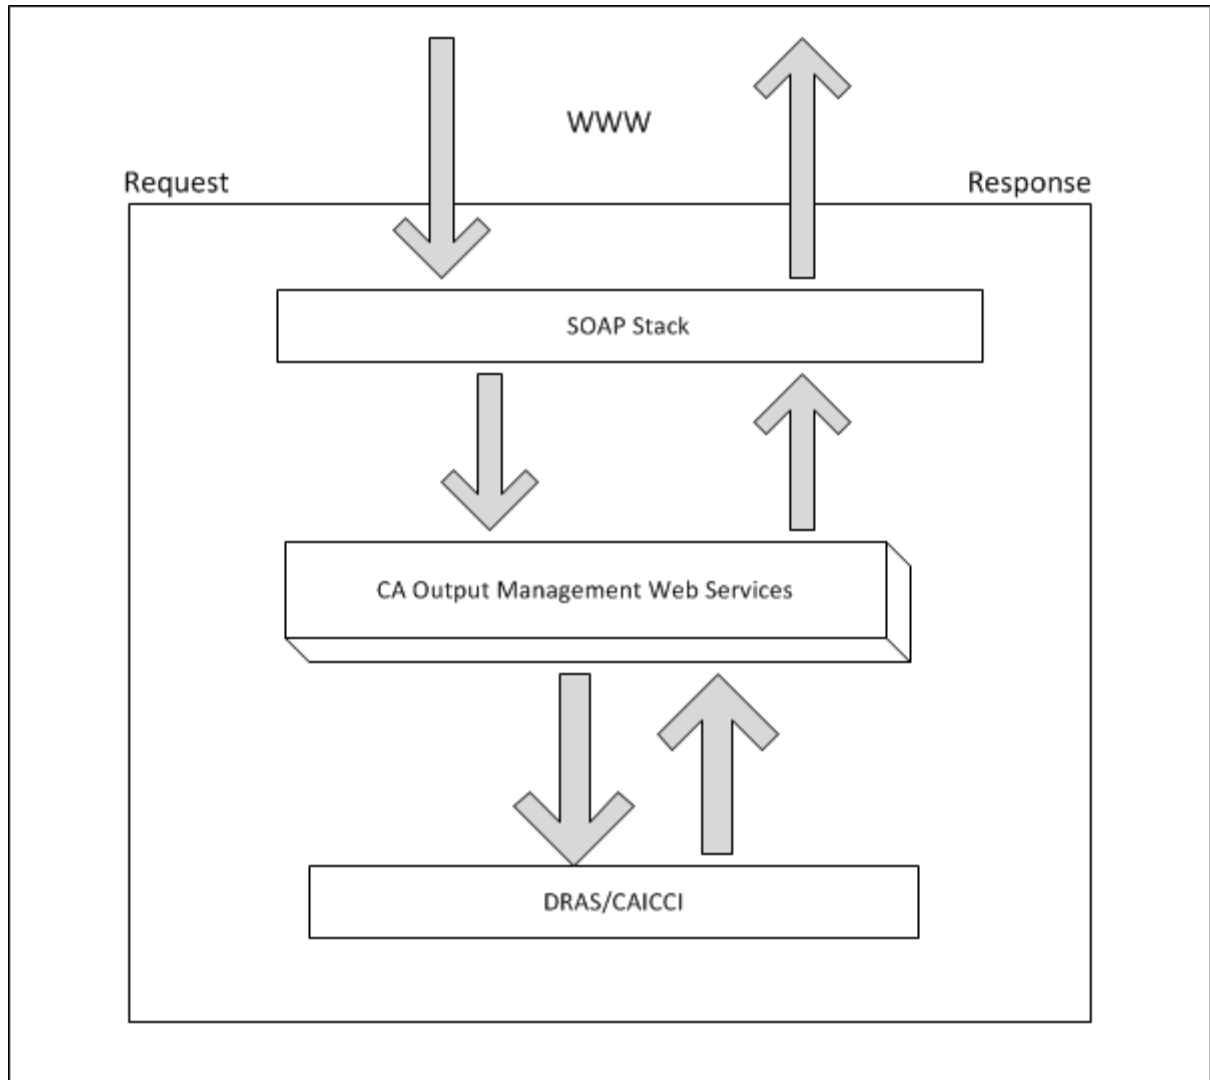 WWW
Request
Response
SOAP Stack
CA Output Management Web Services
DRAS/CAICCI